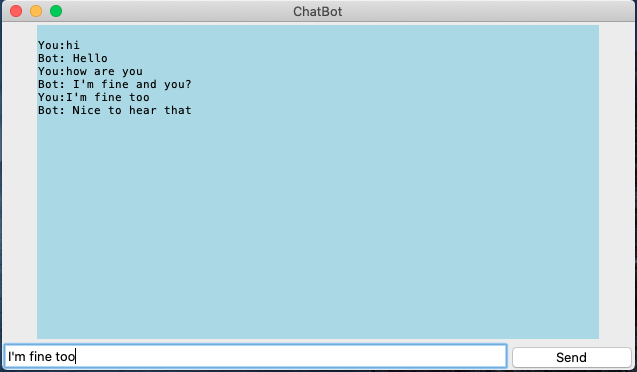 ChatBot
You:hi
Bot: Hello
You:how are you
Bot: I'm fine and you?
You:I'm fine too
Bot: Nice to hear that
I'm fine too
Send